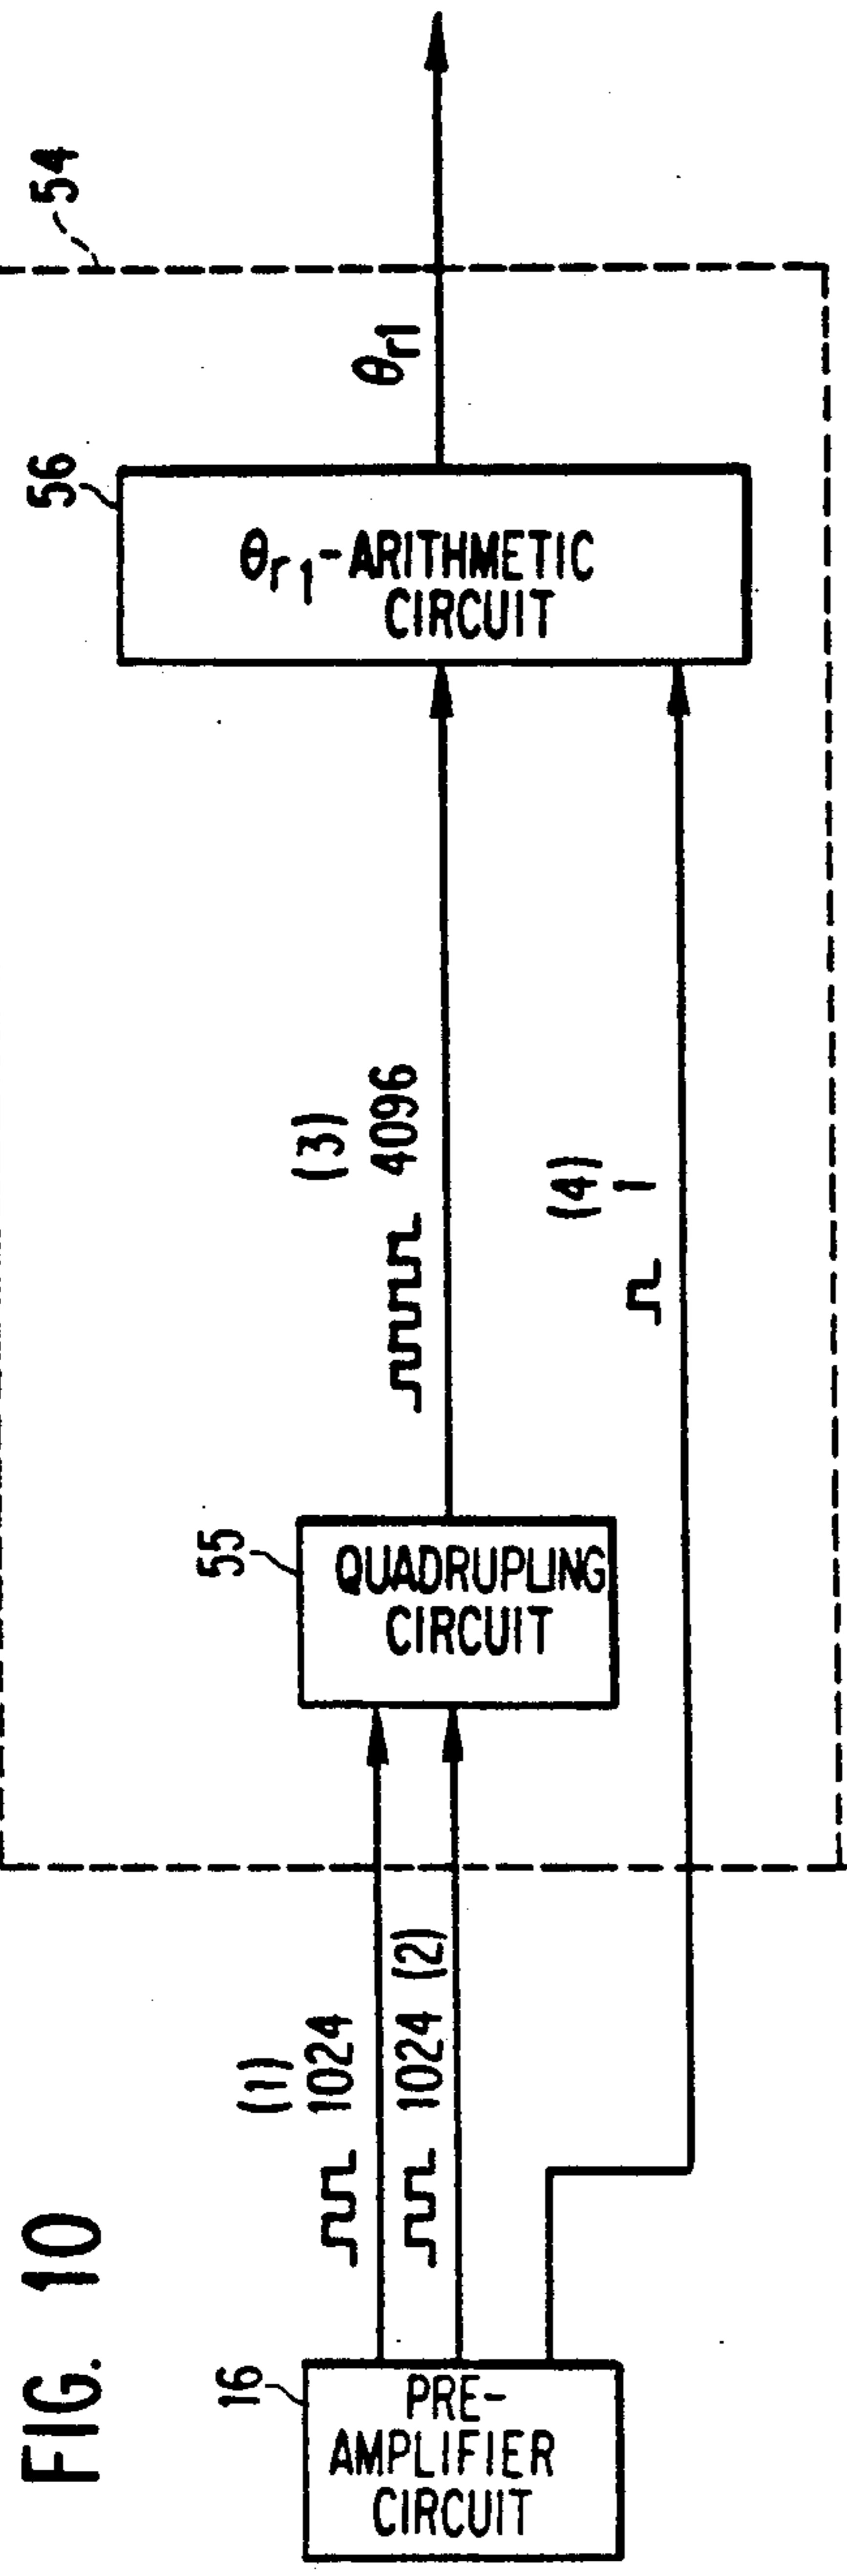 FIG. 10
16
PRE-
AMPLIFIER
CIRCUIT
(1)
1024
1024 (2)
55
QUADRUPLING
CIRCUIT
(3)
4096
(4)
1
56
θr1-ARITHMETIC
CIRCUIT
θr1
54